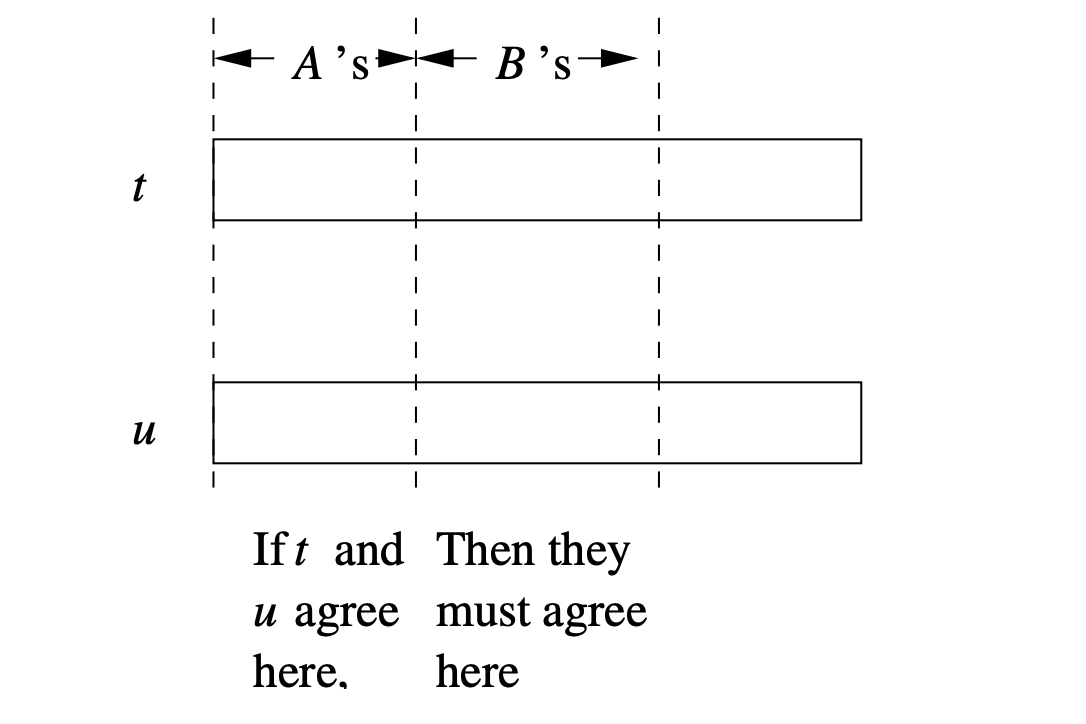 A ’s B ’s
t
u
If t and Then they
u agree must agree
here, here